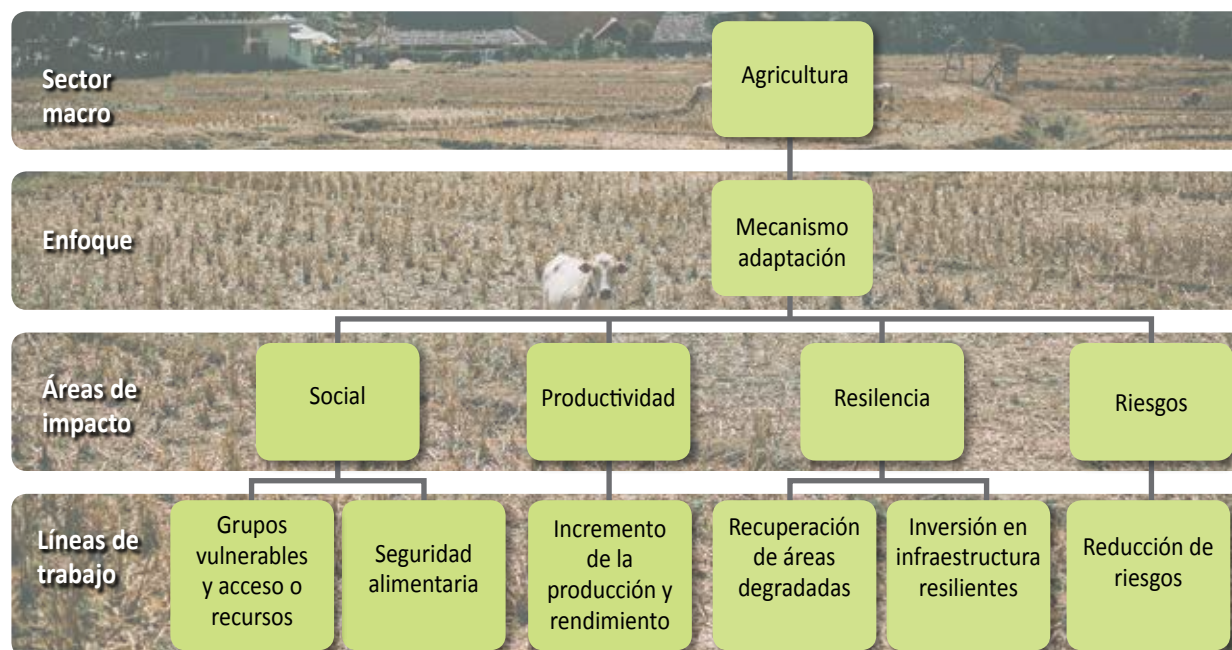 Sector
macro
Agricultura
Enfoque
Mecanismo
adaptación
Áreas de
impacto
Social
Productividad
Resilencia
Riesgos
Líneas de
trabajo
Grupos
vulnerables
y acceso o
recursos
Seguridad
alimentaria
Incremento
de la
producción y
rendimiento
Recuperación
de áreas
degradadas
Inversión en
infraestructura
resilientes
Reducción de
riesgos